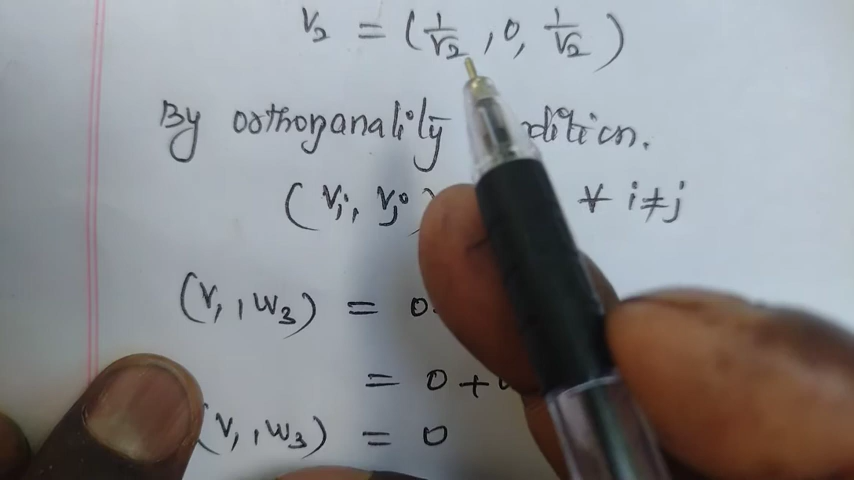 V₂ = (1/√2, 0, 1/√2)
By orthoganality
(Vi, Vj) ∀ i≠j
(V₁, W₃) = 0
= 0 +
(V₁, W₃) = 0